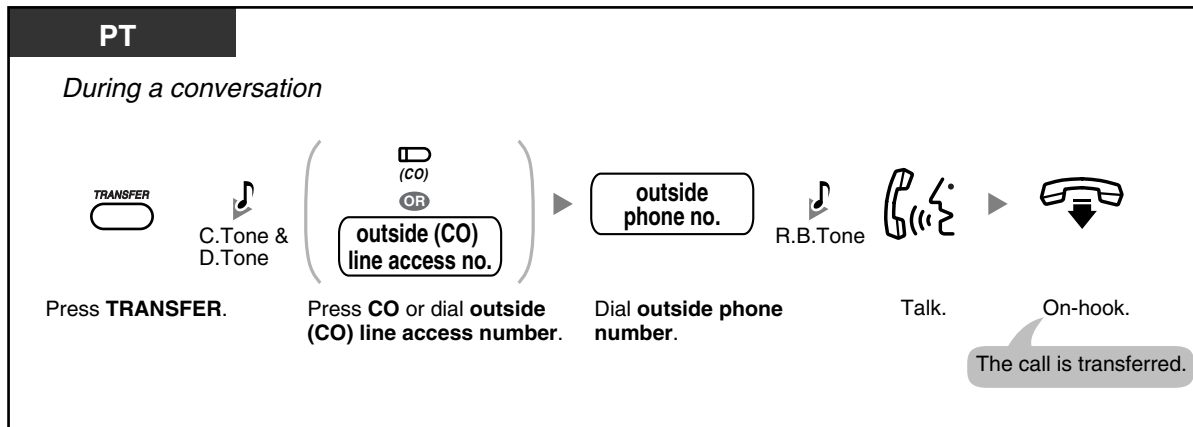 PT
During a conversation
TRANSFER
C.Tone &
D.Tone
(CO)
OR
outside (CO)
line access no.
outside
phone no.
R.B.Tone
Press TRANSFER.
Press CO or dial outside
(CO) line access number.
Dial outside phone
number.
Talk.
On-hook.
The call is transferred.